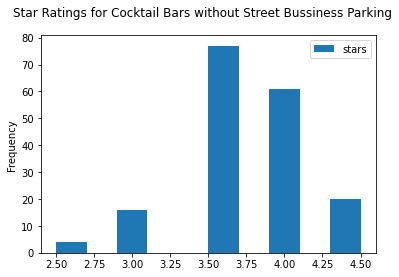 Star Ratings for Cocktail Bars without Street Bussiness Parking
80
70
60
50
40
30
20
10
0
Frequency
stars
2.50 2.75 3.00 3.25 3.50 3.75 4.00 4.25 4.50